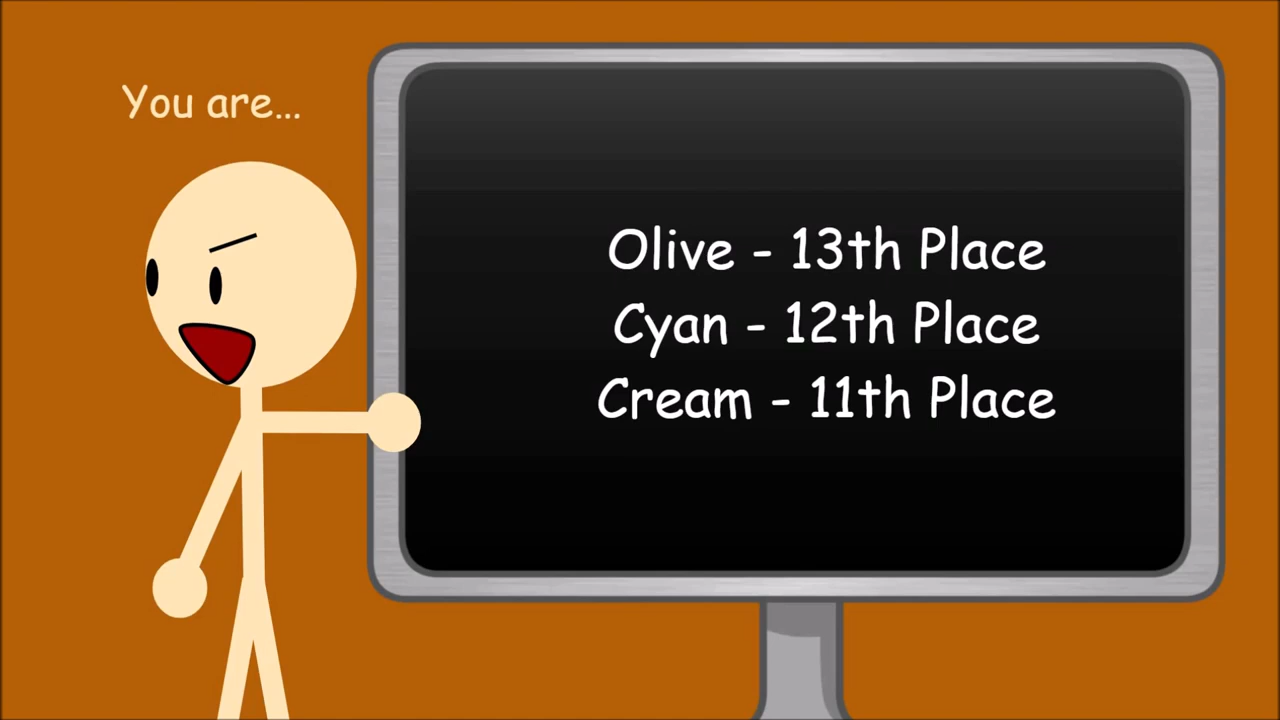 You are...
Olive - 13th Place
Cyan - 12th Place
Cream - 11th Place